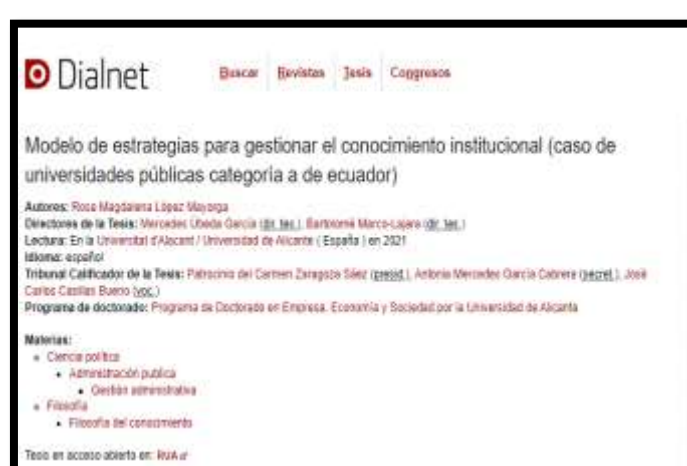 Dialnet
Buscar Revistas Tesis Congresos
Modelo de estrategias para gestionar el conocimiento institucional (caso de
universidades públicas categoría a de ecuador)
Autores: Rosa Magdalena López Mayorga
Directores de la Tesis: Mercedes Úbeda García (dir. tes.), Bartolomé Marco-Lajara (dir. tes.)
Lectura: En la Universitat d'Alacant / Universidad de Alicante ( España ) en 2021
Idioma: español
Tribunal Calificador de la Tesis: Patrocinio del Carmen Zaragoza Sáez (presid.), Antonia Mercedes García Cabrera (secret.), José
Carlos Casillas Bueno (voc.)
Programa de doctorado: Programa de Doctorado en Empresa, Economía y Sociedad por la Universidad de Alicante
Materias:
Ciencia política
Administración pública
Gestión administrativa
Filosofía
Filosofía del conocimiento
Tesis en acceso abierto en: RUA